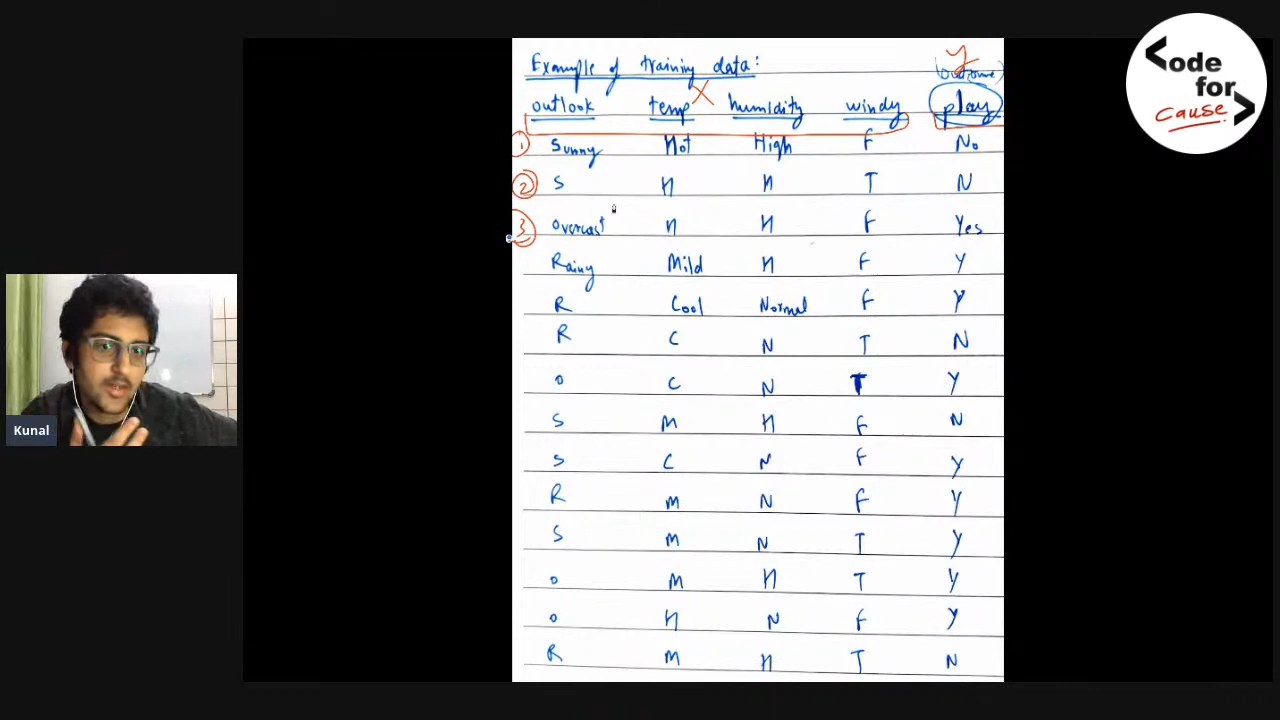 Example of training data:
Y
(outcome)
X
outlook temp humidity windy play
① Sunny Hot High F No
② S H H T N
③ Overcast H H F Yes
Rainy Mild H F Y
R Cool Normal F Y
R C N T N
O C N T Y
S M H F N
S C N F Y
R M N F Y
S M N T Y
O M H T Y
O H N F Y
R M H T N
<ode
for
cause>
Kunal